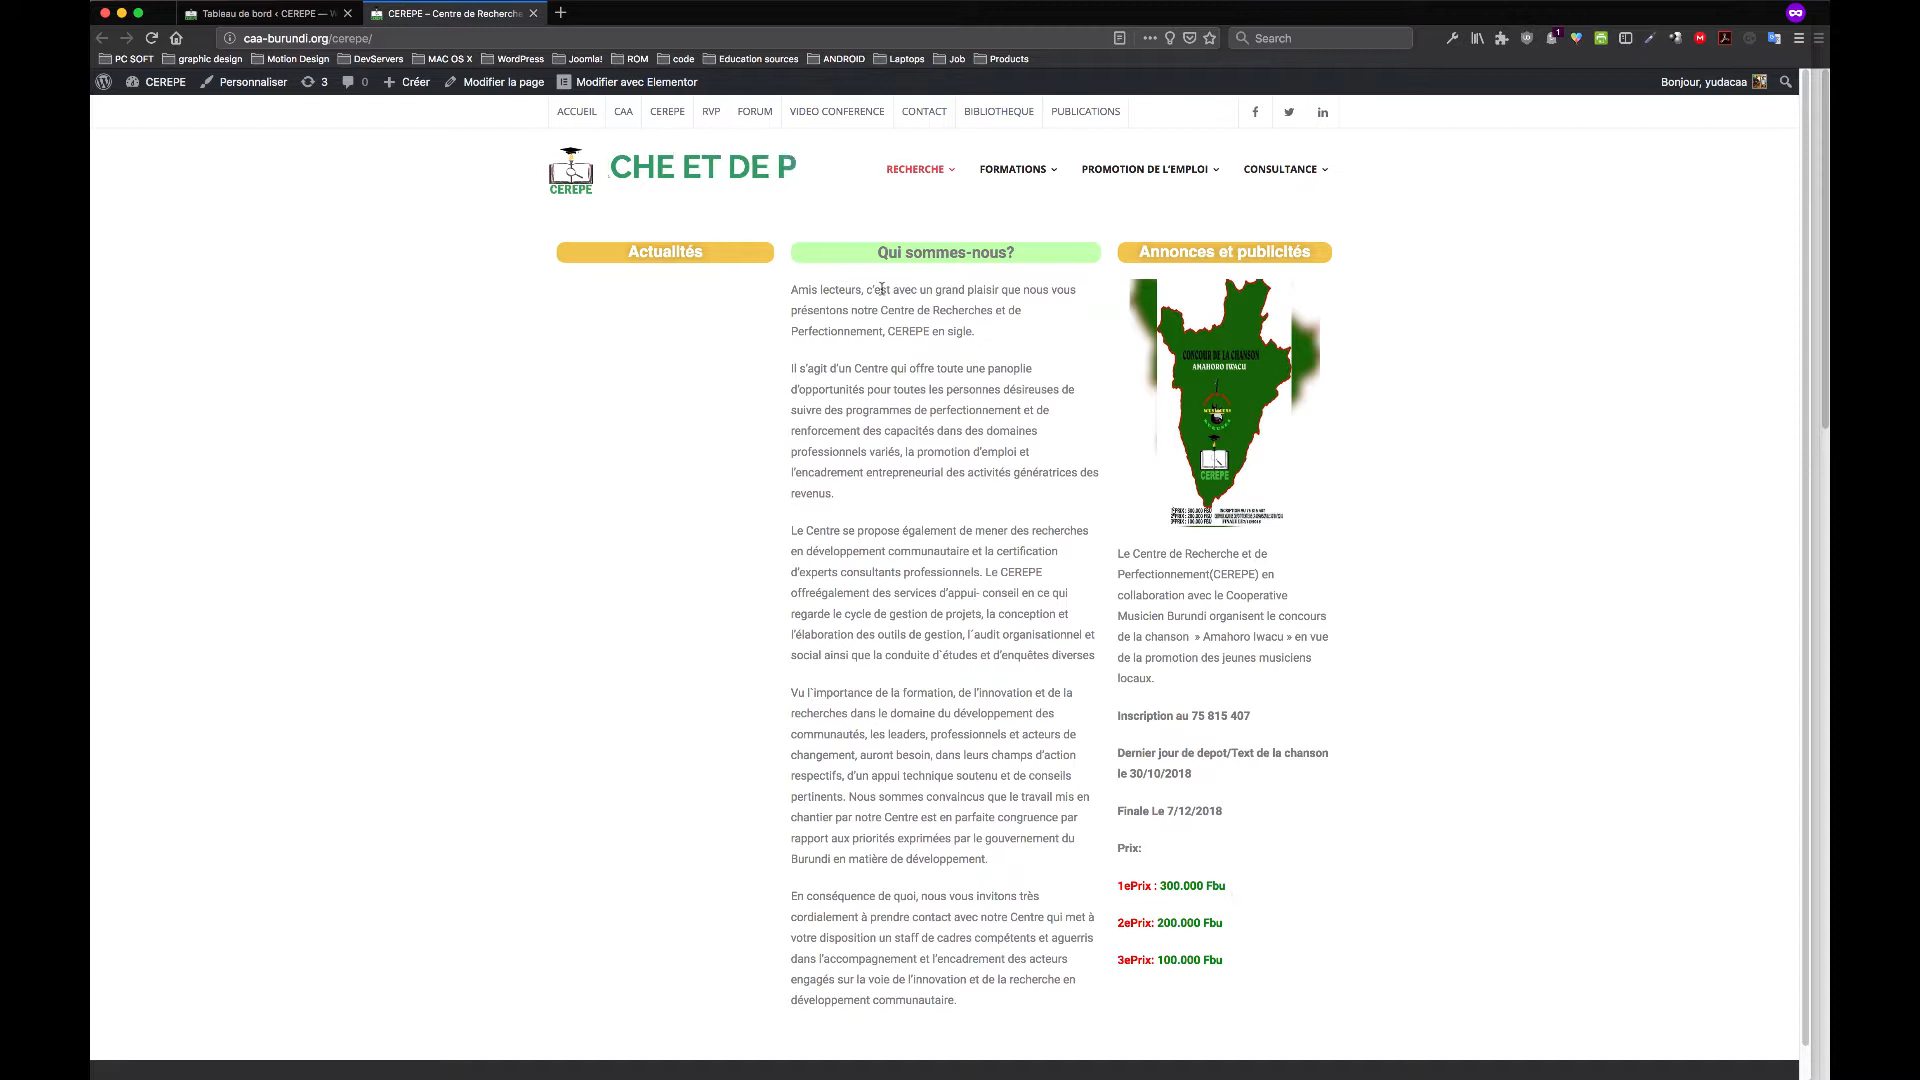 Tableau de bord ‹ CEREPE — W
CEREPE – Centre de Recherche
caa-burundi.org/cerepe/
Search
1
PC SOFT graphic design Motion Design DevServers MAC OS X WordPress Joomla! ROM code Education sources ANDROID Laptops Job Products
CEREPE Personnaliser 3 0 Créer Modifier la page Modifier avec Elementor Bonjour, yudacaa
ACCUEIL CAA CEREPE RVP FORUM VIDEO CONFERENCE CONTACT BIBLIOTHEQUE PUBLICATIONS
CEREPE
CHE ET DE P
RECHERCHE FORMATIONS PROMOTION DE L'EMPLOI CONSULTANCE
Actualités
Qui sommes-nous?
Amis lecteurs, c'est avec un grand plaisir que nous vous
présentons notre Centre de Recherches et de
Perfectionnement, CEREPE en sigle.
Il s'agit d'un Centre qui offre toute une panoplie
d'opportunités pour toutes les personnes désireuses de
suivre des programmes de perfectionnement et de
renforcement des capacités dans des domaines
professionnels variés, la promotion d'emploi et
l'encadrement entrepreneurial des activités génératrices des
revenus.
Le Centre se propose également de mener des recherches
en développement communautaire et la certification
d'experts consultants professionnels. Le CEREPE
offreégalement des services d'appui- conseil en ce qui
regarde le cycle de gestion de projets, la conception et
l'élaboration des outils de gestion, l´audit organisationnel et
social ainsi que la conduite d`études et d'enquêtes diverses
Vu l`importance de la formation, de l'innovation et de la
recherches dans le domaine du développement des
communautés, les leaders, professionnels et acteurs de
changement, auront besoin, dans leurs champs d'action
respectifs, d'un appui technique soutenu et de conseils
pertinents. Nous sommes convaincus que le travail mis en
chantier par notre Centre est en parfaite congruence par
rapport aux priorités exprimées par le gouvernement du
Burundi en matière de développement.
En conséquence de quoi, nous vous invitons très
cordialement à prendre contact avec notre Centre qui met à
votre disposition un staff de cadres compétents et aguerris
dans l'accompagnement et l'encadrement des acteurs
engagés sur la voie de l'innovation et de la recherche en
développement communautaire.
Annonces et publicités
CONCOUR DE LA CHANSON
AMAHORO IWACU
CEREPE
Le Centre de Recherche et de
Perfectionnement(CEREPE) en
collaboration avec le Cooperative
Musicien Burundi organisent le concours
de la chanson » Amahoro Iwacu » en vue
de la promotion des jeunes musiciens
locaux.
Inscription au 75 815 407
Dernier jour de depot/Text de la chanson
le 30/10/2018
Finale Le 7/12/2018
Prix:
1ePrix : 300.000 Fbu
2ePrix: 200.000 Fbu
3ePrix: 100.000 Fbu